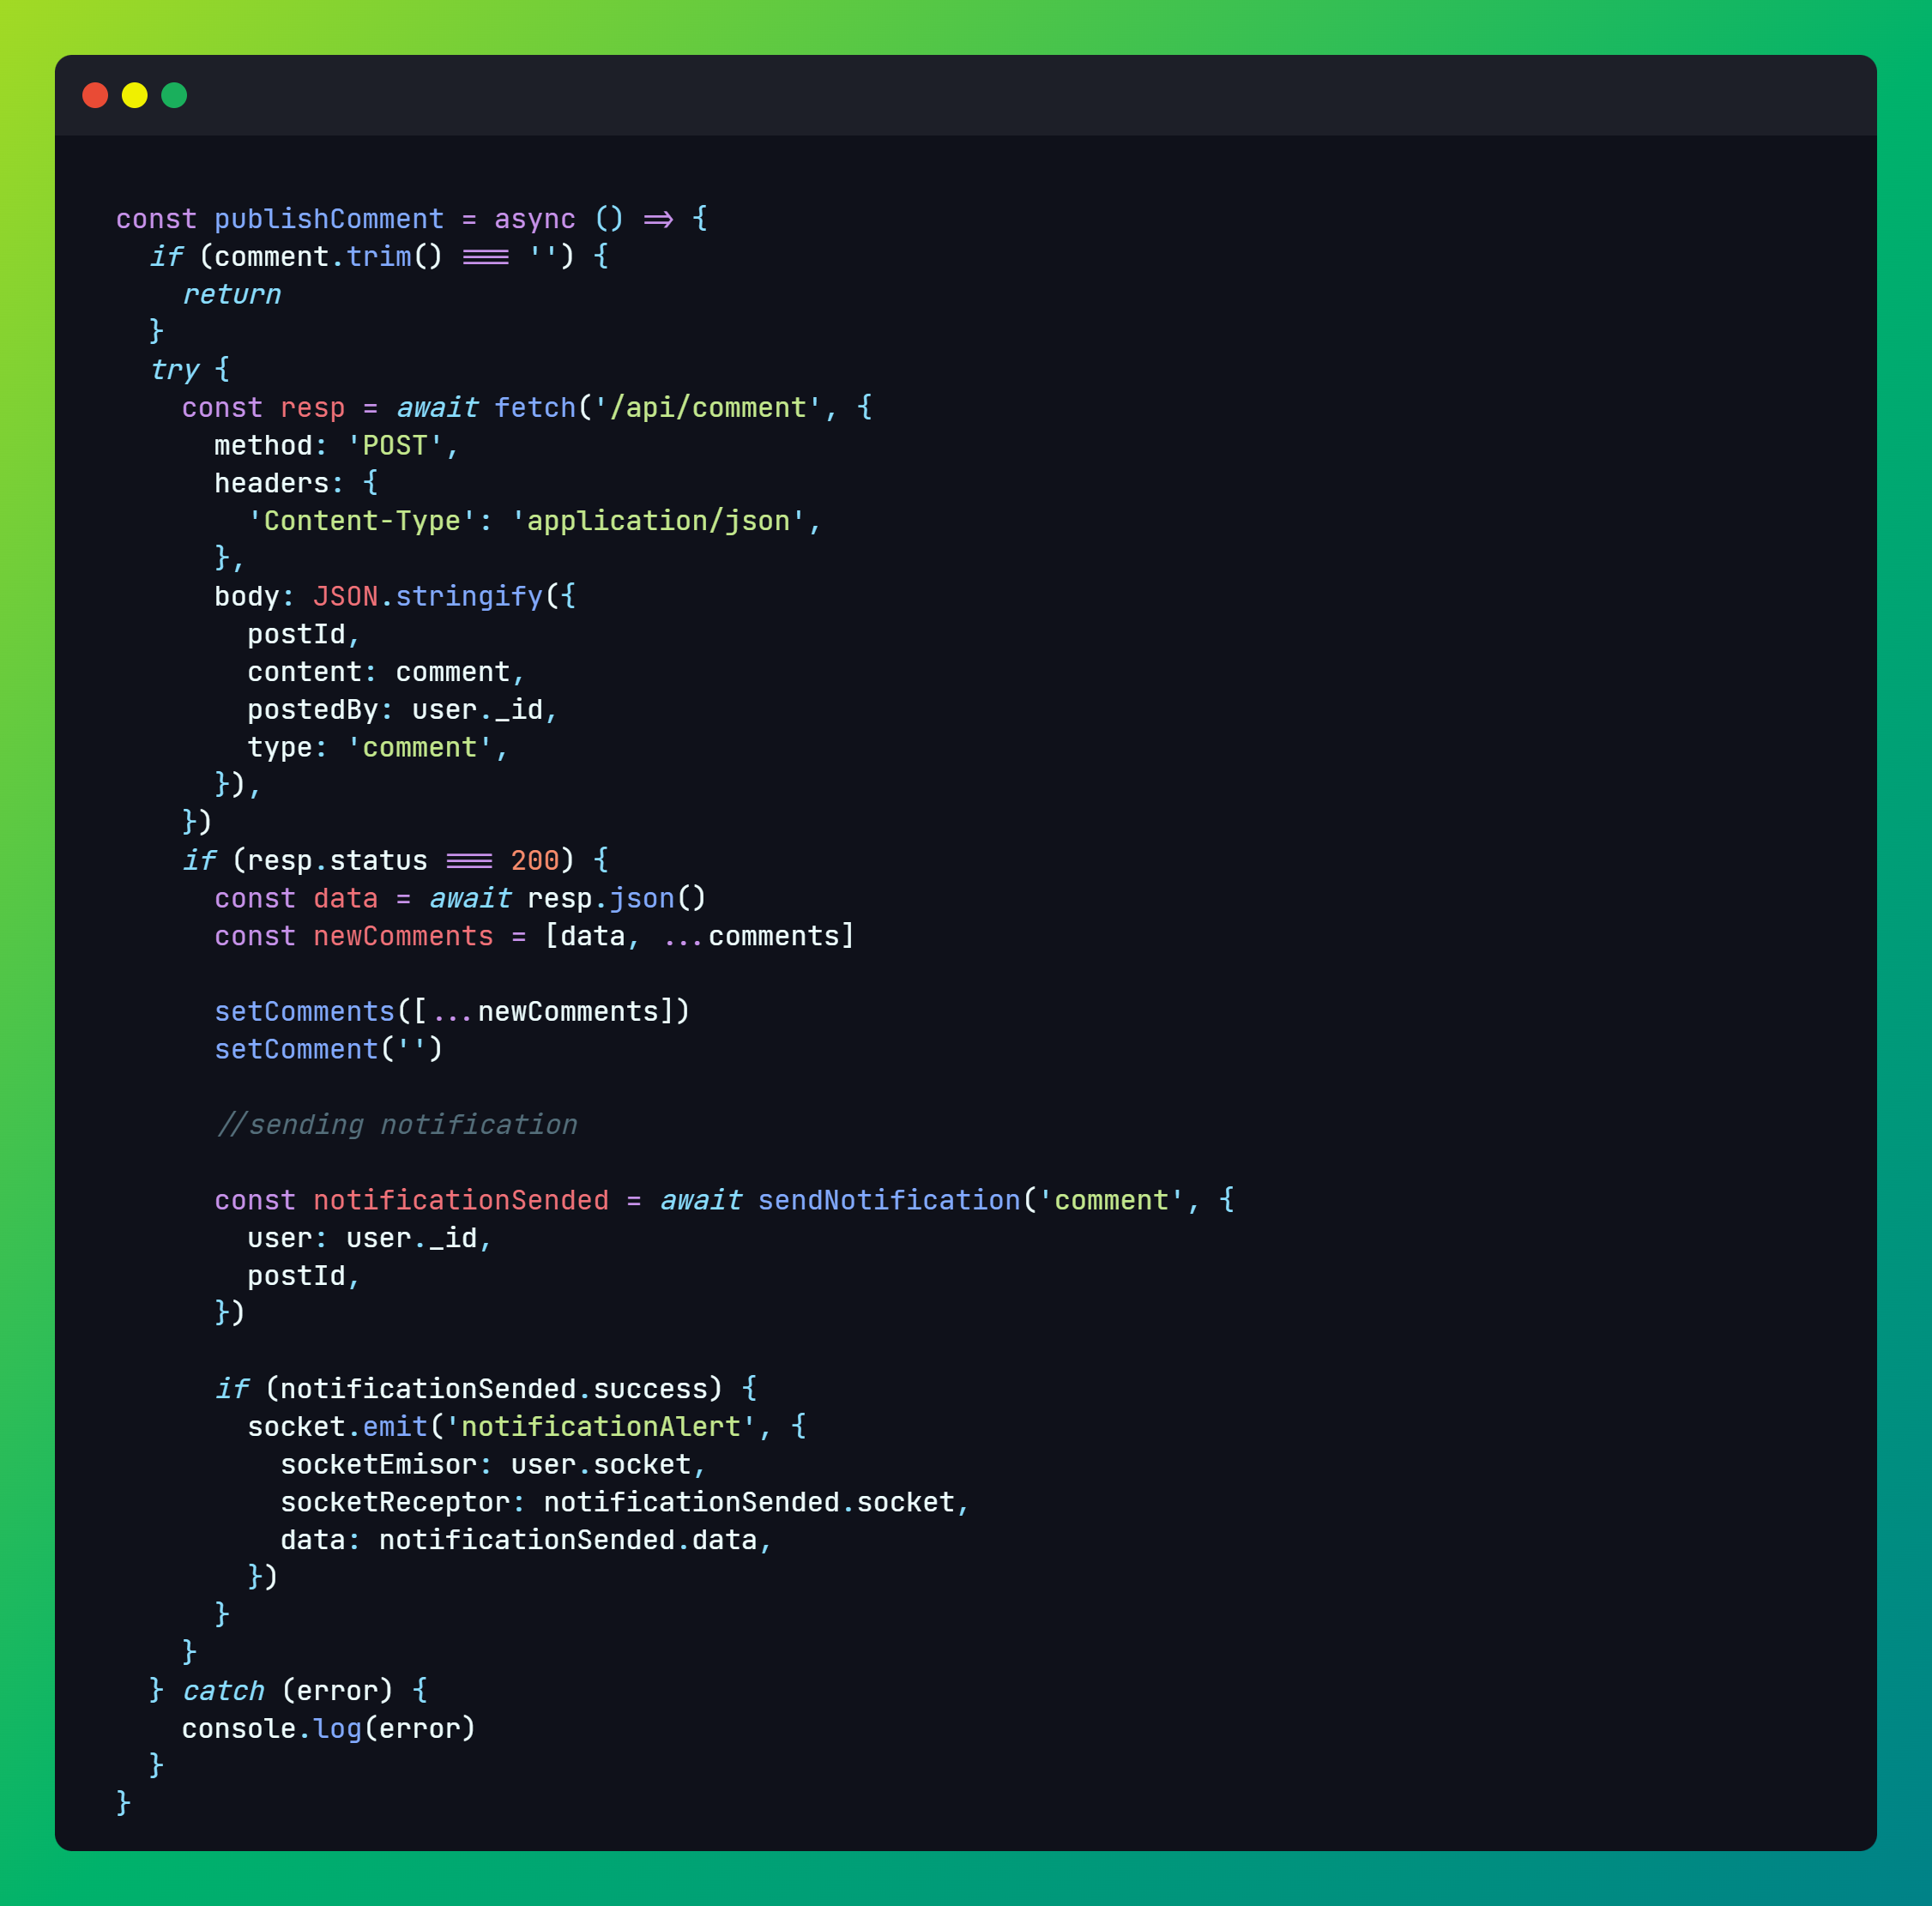 const publishComment = async () => {
  if (comment.trim() === '') {
    return
  }
  try {
    const resp = await fetch('/api/comment', {
      method: 'POST',
      headers: {
        'Content-Type': 'application/json',
      },
      body: JSON.stringify({
        postId,
        content: comment,
        postedBy: user._id,
        type: 'comment',
      }),
    })
    if (resp.status === 200) {
      const data = await resp.json()
      const newComments = [data, ...comments]

      setComments([...newComments])
      setComment('')

      //sending notification

      const notificationSended = await sendNotification('comment', {
        user: user._id,
        postId,
      })

      if (notificationSended.success) {
        socket.emit('notificationAlert', {
          socketEmisor: user.socket,
          socketReceptor: notificationSended.socket,
          data: notificationSended.data,
        })
      }
    }
  } catch (error) {
    console.log(error)
  }
}